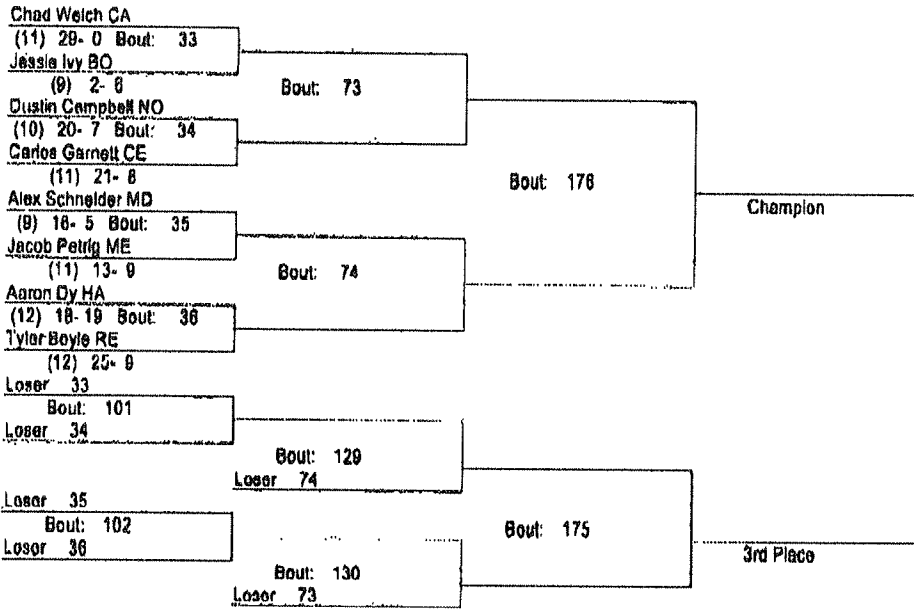 Chad Welch CA
(11) 29- 0 Bout: 33
Jessie Ivy BO
(9) 2- 6
Bout: 73
Dustin Campbell NO
(10) 20- 7 Bout: 34
Carlos Garnett CE
(11) 21- 6
Bout: 176
Alex Schneider MD
Champion
(9) 16- 5 Bout: 35
Jacob Petrig ME
(11) 13- 9
Bout: 74
Aaron Dy HA
(12) 18- 19 Bout: 36
Tyler Boyle RE
(12) 25- 9
Loser 33
Bout: 101
Loser 34
Bout: 129
Loser 74
Loser 35
Bout: 102
Loser 36
Bout: 175
3rd Place
Bout: 130
Loser 73